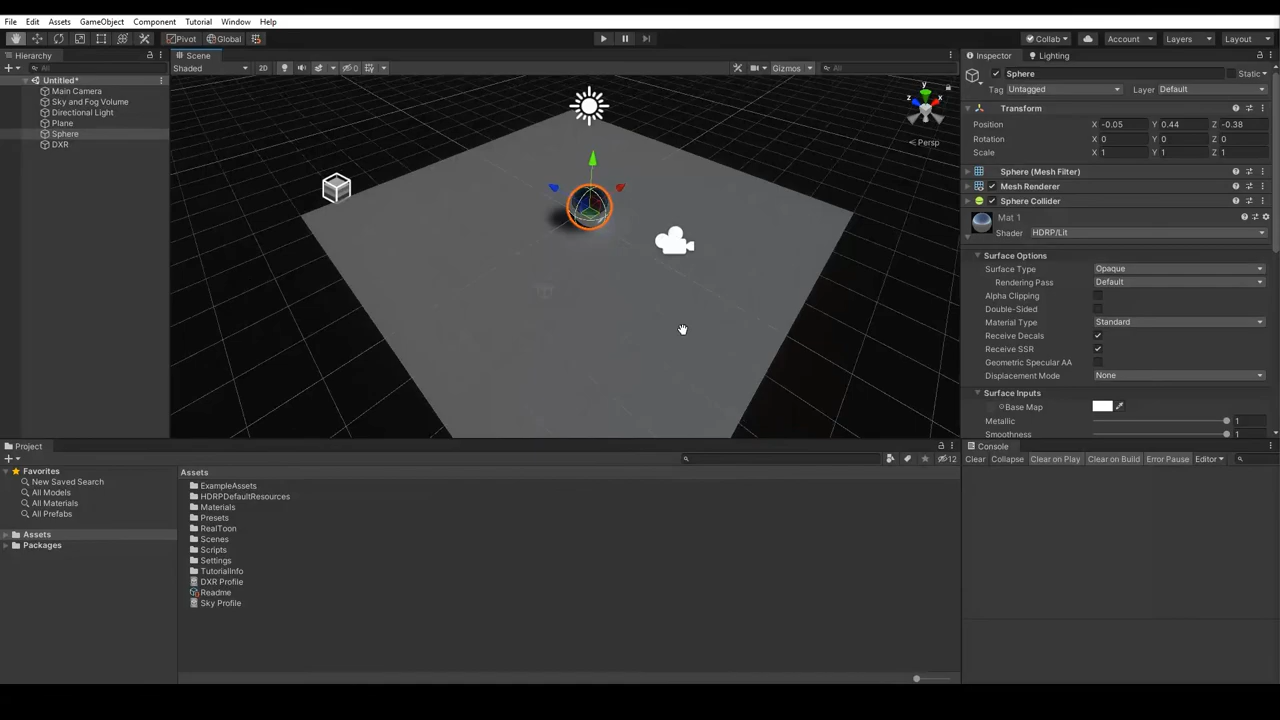 File Edit Assets GameObject Component Tutorial Window Help
Pivot Global Collab Account Layers Layout
Hierarchy Scene Inspector Lighting
All Shaded 2D 0 Gizmos All Sphere Static
Tag Untagged Layer Default
Untitled*
Main Camera
Sky and Fog Volume
Directional Light
Plane
Sphere
DXR
y
z x
< Persp
Transform
Position X -0.05 Y 0.44 Z -0.38
Rotation X 0 Y 0 Z 0
Scale X 1 Y 1 Z 1
Sphere (Mesh Filter)
Mesh Renderer
Sphere Collider
Mat 1
Shader HDRP/Lit
Surface Options
Surface Type Opaque
Rendering Pass Default
Alpha Clipping
Double-Sided
Material Type Standard
Receive Decals
Receive SSR
Geometric Specular AA
Displacement Mode None
Surface Inputs
Base Map
Metallic 1
Smoothness 1
Project
12
Favorites
New Saved Search
All Models
All Materials
All Prefabs
Assets
Packages
Assets
ExampleAssets
HDRPDefaultResources
Materials
Presets
RealToon
Scenes
Scripts
Settings
TutorialInfo
DXR Profile
Readme
Sky Profile
Console
Clear Collapse Clear on Play Clear on Build Error Pause Editor